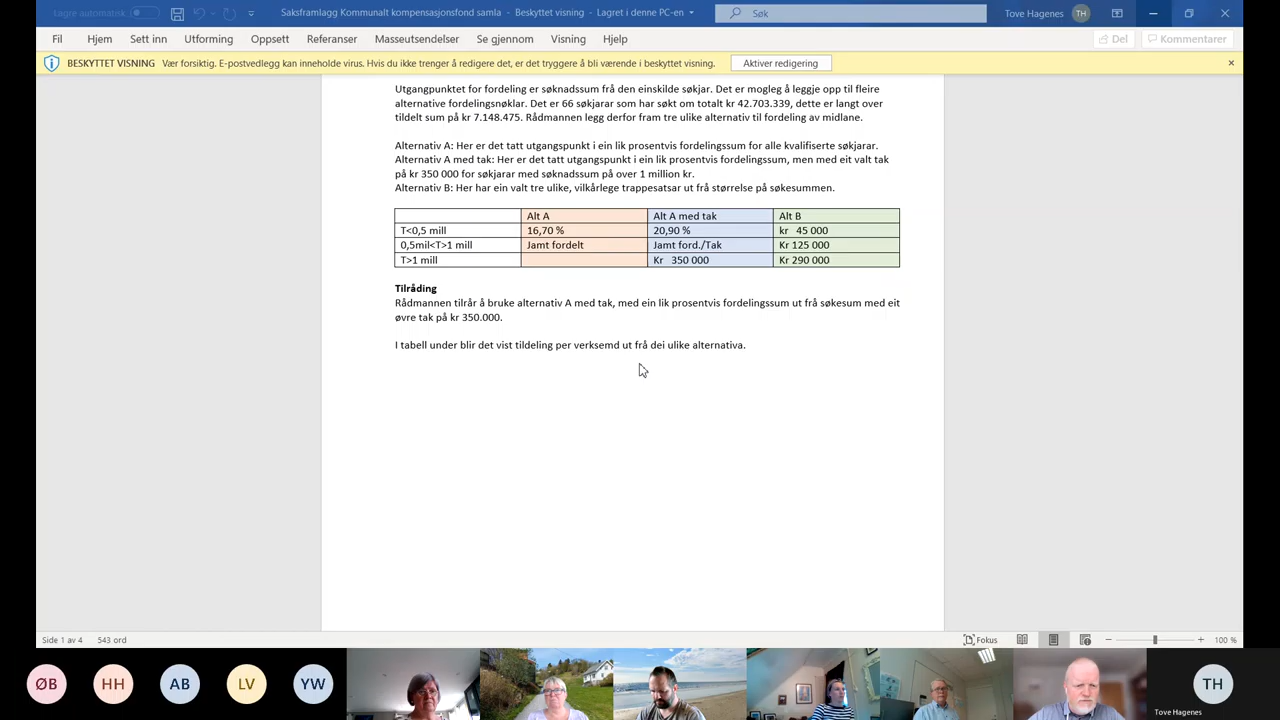 Lagre automatisk
Saksframlagg Kommunalt kompensasjonsfond samla - Beskyttet visning - Lagret i denne PC-en
Søk
Tove Hagenes
TH
Fil
Hjem
Sett inn
Utforming
Oppsett
Referanser
Masseutsendelser
Se gjennom
Visning
Hjelp
Del
Kommentarer
BESKYTTET VISNING Vær forsiktig. E-postvedlegg kan inneholde virus. Hvis du ikke trenger å redigere det, er det tryggere å bli værende i beskyttet visning.
Aktiver redigering
Utgangpunktet for fordeling er søknadssum frå den einskilde søkjar. Det er mogleg å leggje opp til fleire
alternative fordelingsnøklar. Det er 66 søkjarar som har søkt om totalt kr 42.703.339, dette er langt over
tildelt sum på kr 7.148.475. Rådmannen legg derfor fram tre ulike alternativ til fordeling av midlane.
Alternativ A: Her er det tatt utgangspunkt i ein lik prosentvis fordelingssum for alle kvalifiserte søkjarar.
Alternativ A med tak: Her er det tatt utgangspunkt i ein lik prosentvis fordelingssum, men med eit valt tak
på kr 350 000 for søkjarar med søknadssum på over 1 million kr.
Alternativ B: Her har ein valt tre ulike, vilkårlege trappesatsar ut frå størrelse på søkesummen.
Alt A Alt A med tak Alt B
T<0,5 mill 16,70 % 20,90 % kr 45 000
0,5mil<T>1 mill Jamt fordelt Jamt ford./Tak Kr 125 000
T>1 mill Kr 350 000 Kr 290 000
Tilråding
Rådmannen tilrår å bruke alternativ A med tak, med ein lik prosentvis fordelingssum ut frå søkesum med eit
øvre tak på kr 350.000.
I tabell under blir det vist tildeling per verksemd ut frå dei ulike alternativa.
Side 1 av 4
543 ord
Fokus
100 %
ØB
HH
AB
LV
YW
TH
Tove Hagenes